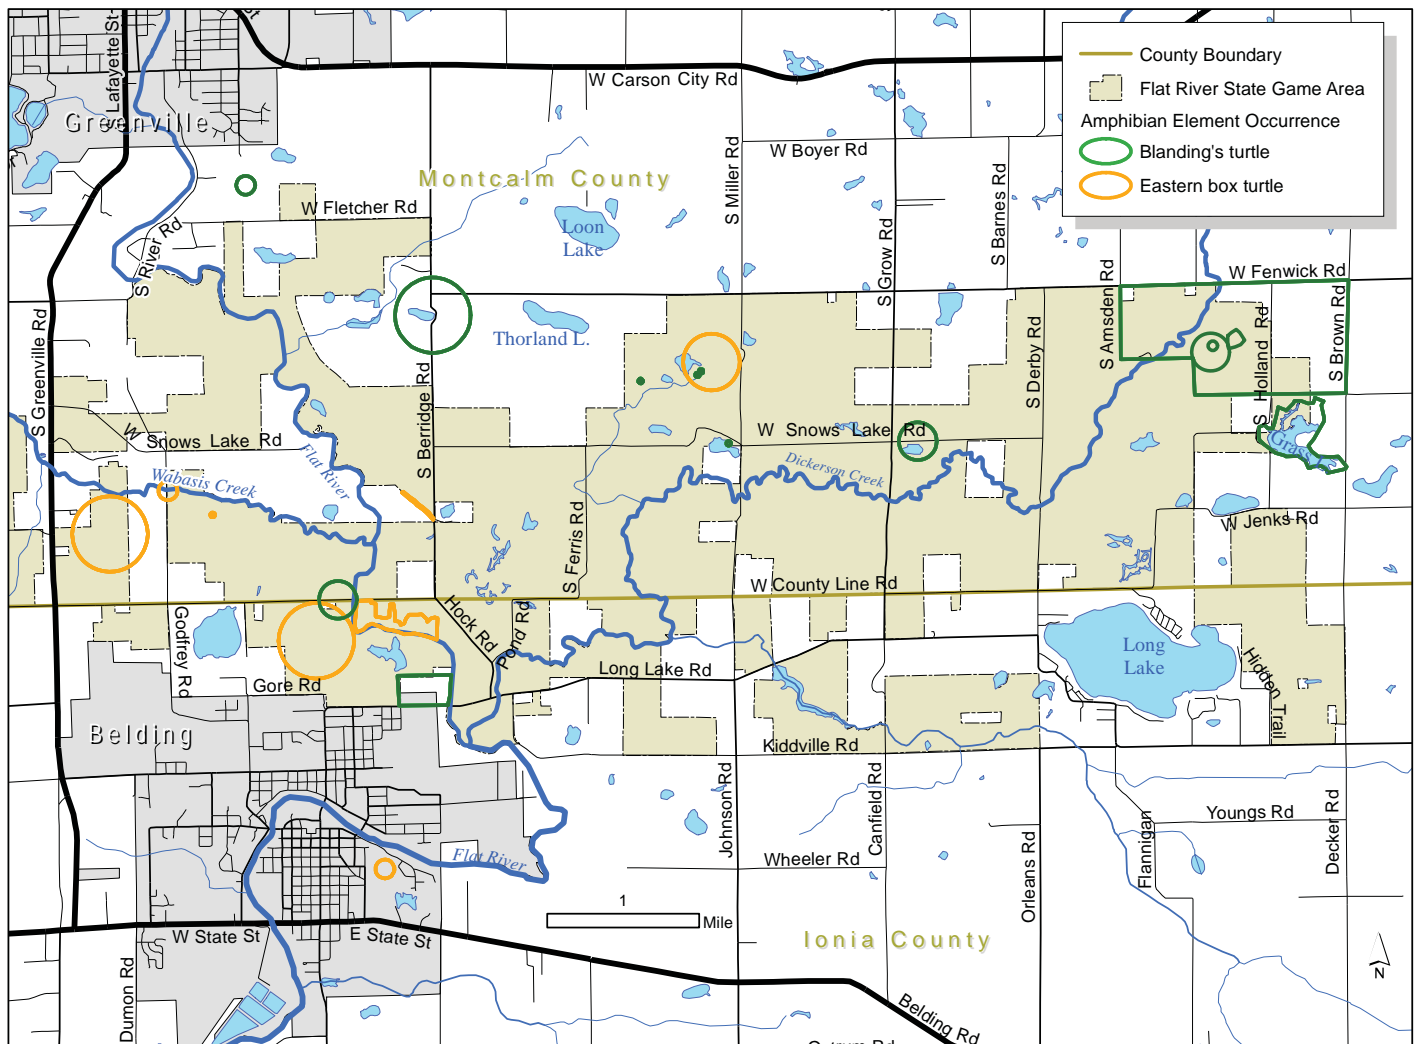 Lafayette St
St
W Carson City Rd
County Boundary
Flat River State Game Area
Amphibian Element Occurrence
Blanding's turtle
Eastern box turtle
Greenville
W Boyer Rd
S Miller Rd
S Barnes Rd
Montcalm County
W Fletcher Rd
Loon
Lake
S River Rd
S Grow Rd
S Amsden Rd
W Fenwick Rd
S Greenville Rd
Thorland L.
S Derby Rd
S Holland Rd
S Brown Rd
S Berridge Rd
W Snows Lake Rd
W Snows Lake Rd
Flat River
Wabasis Creek
Dickerson Creek
Grass
W Jenks Rd
S Ferris Rd
W County Line Rd
Godfrey Rd
Hock Rd
Pond Rd
Long
Lake
Hidden Trail
Gore Rd
Long Lake Rd
Belding
Kiddville Rd
Johnson Rd
Canfield Rd
Youngs Rd
Flannigan
Decker Rd
Flat River
Wheeler Rd
Orleans Rd
1
Mile
W State St
E State St
Ionia County
Dumon Rd
Belding Rd
N